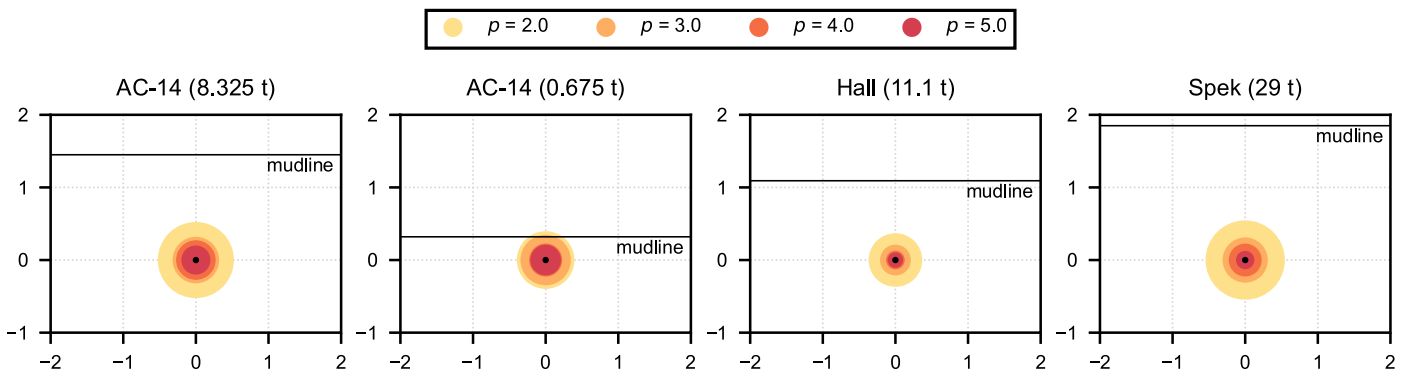 p = 2.0 p = 3.0 p = 4.0 p = 5.0
AC-14 (8.325 t) AC-14 (0.675 t) Hall (11.1 t) Spek (29 t)
2 2 2 2
mudline mudline mudline mudline
1 1 1 1
0 0 0 0
−1 −1 −1 −1
−2 −1 0 1 2 −2 −1 0 1 2 −2 −1 0 1 2 −2 −1 0 1 2